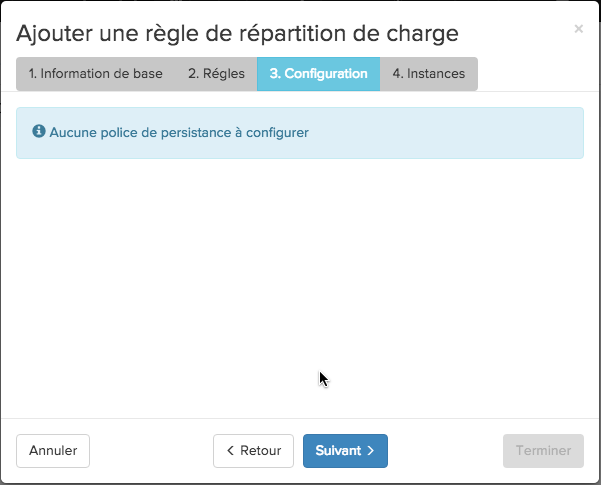 Ajouter une règle de répartition de charge
×
1. Information de base 2. Régles 3. Configuration 4. Instances
Aucune police de persistance à configurer
Annuler < Retour Suivant > Terminer